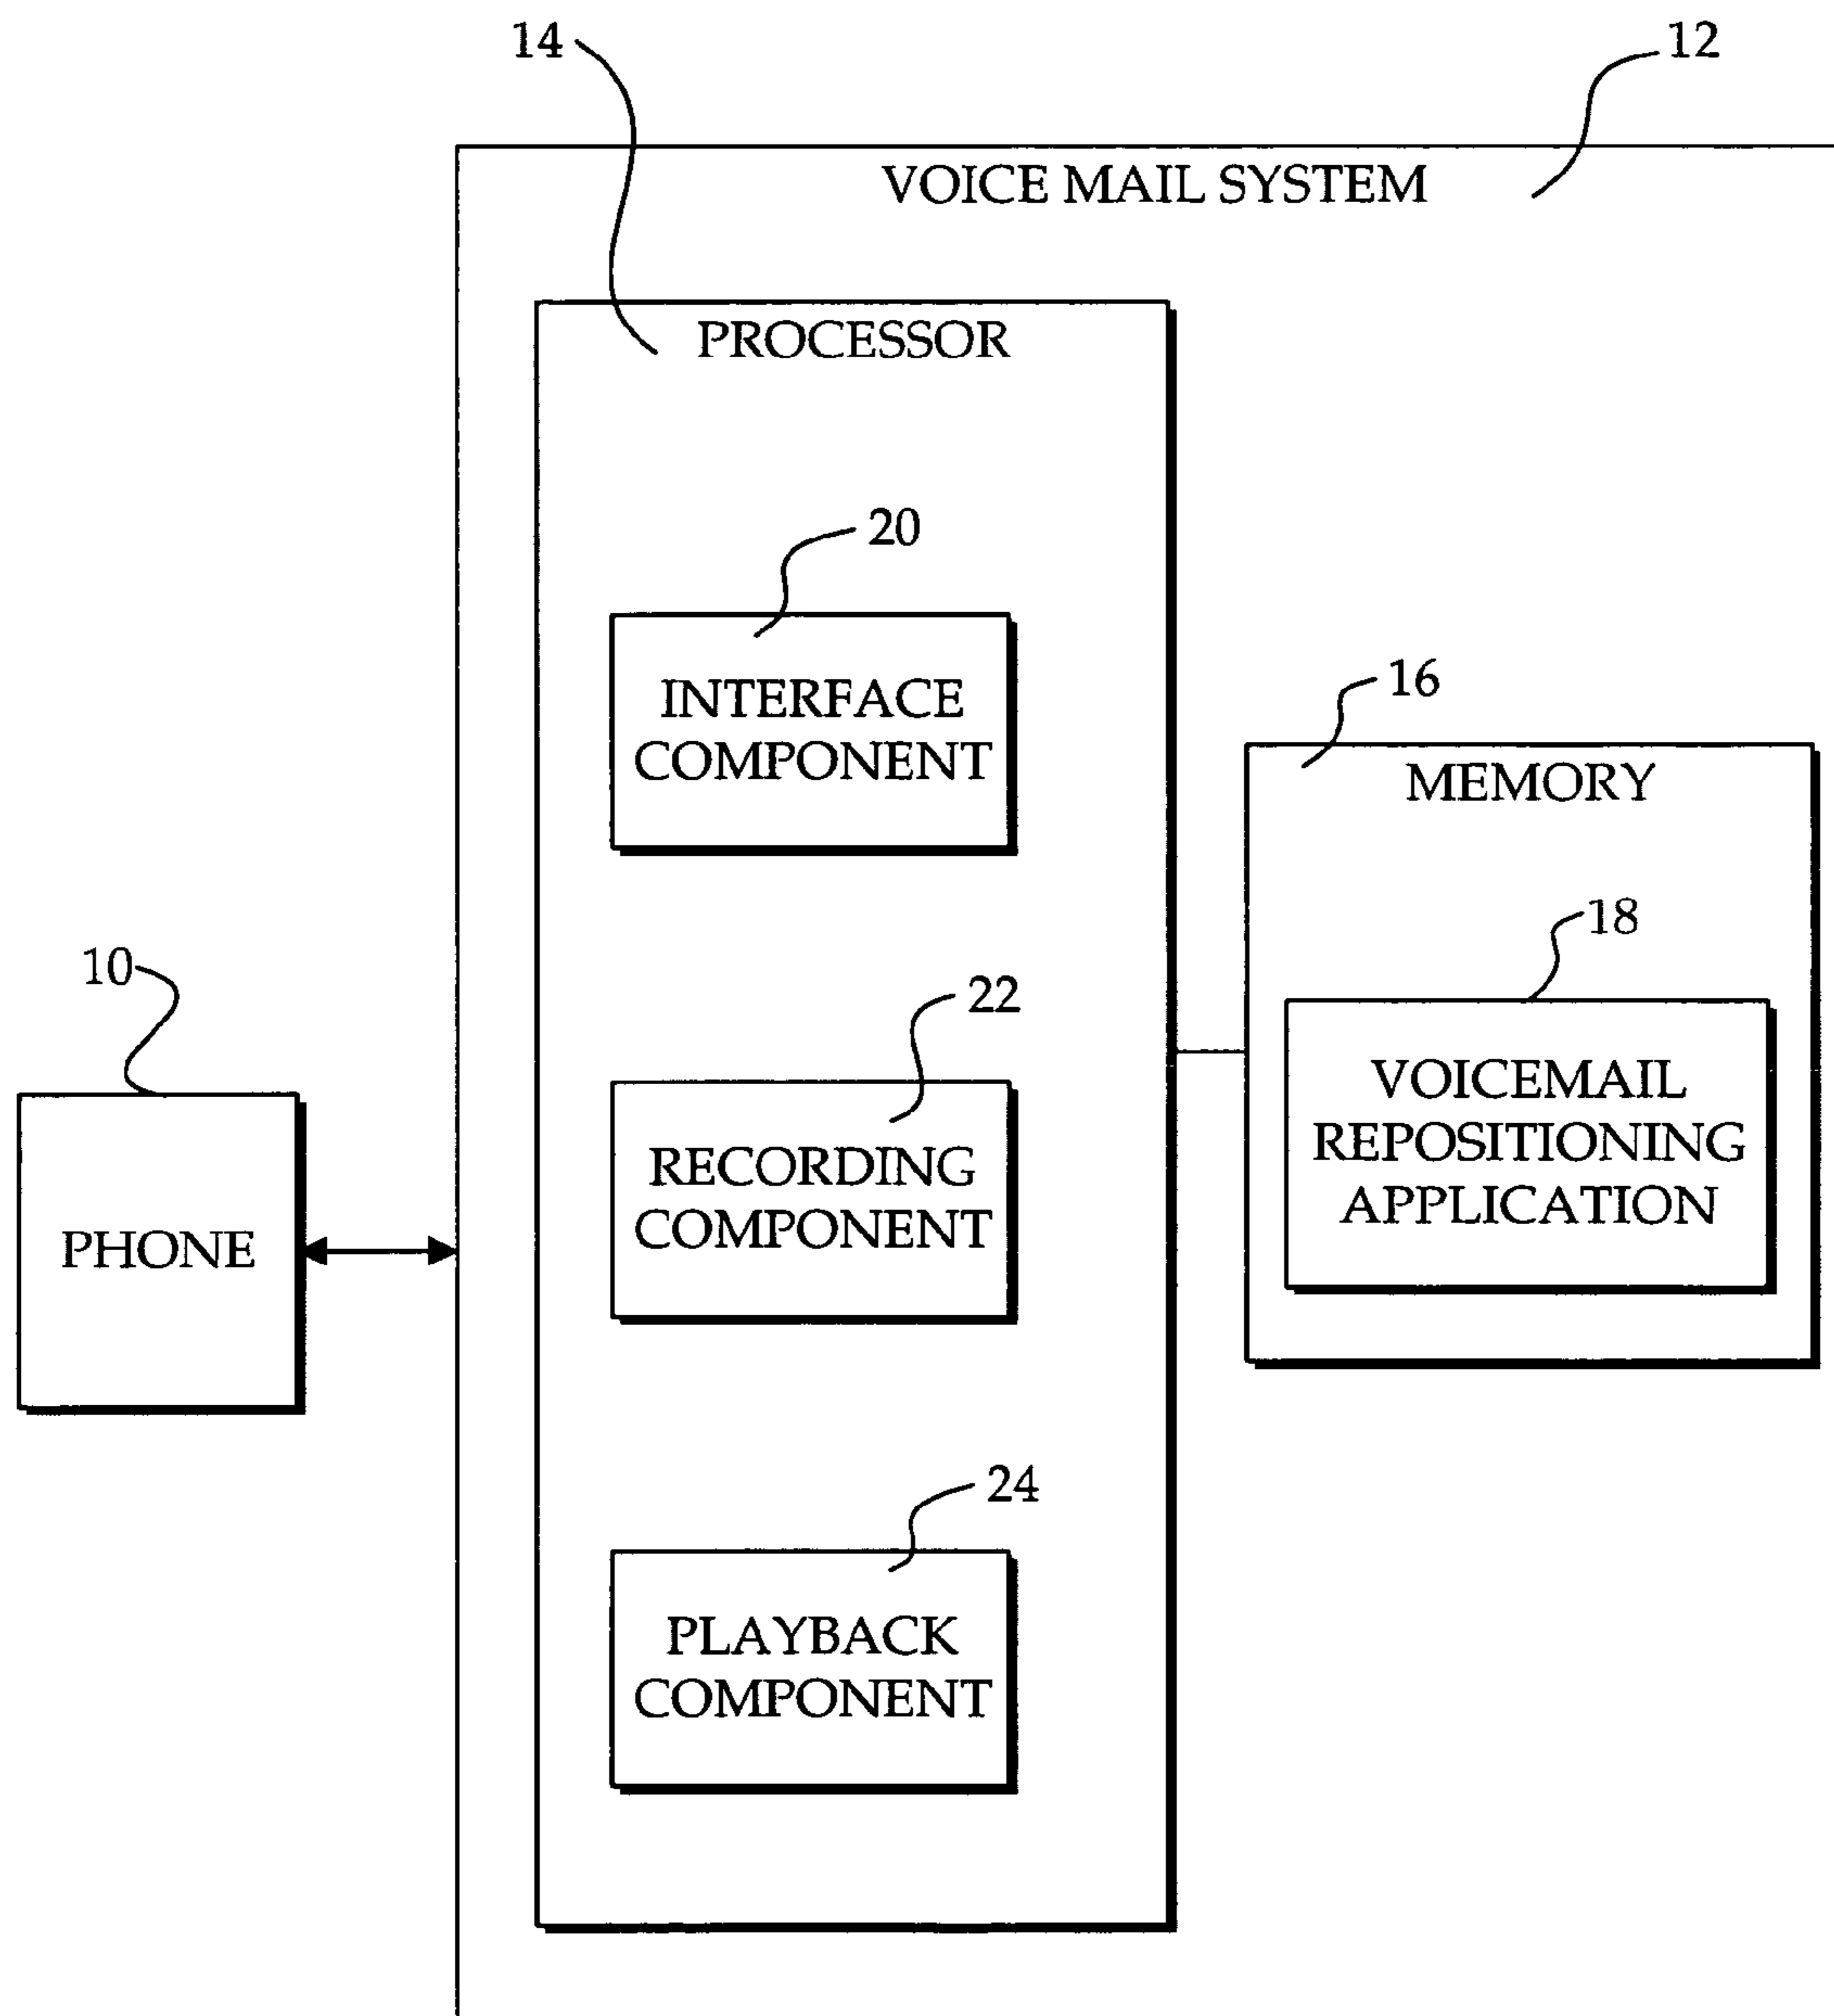 14
12
VOICE MAIL SYSTEM
PROCESSOR
20
INTERFACE
COMPONENT
16
MEMORY
18
VOICEMAIL
REPOSITIONING
APPLICATION
10
PHONE
22
RECORDING
COMPONENT
24
PLAYBACK
COMPONENT